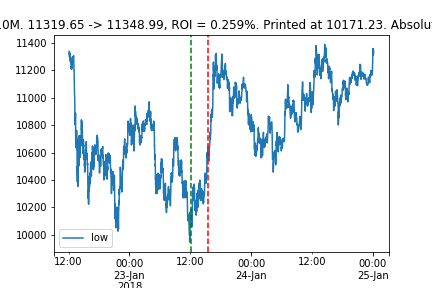 0M. 11319.65 -> 11348.99, ROI = 0.259%. Printed at 10171.23. Absolu
11400
11200
11000
10800
10600
10400
10200
10000
low
12:00 00:00 12:00 00:00 12:00 00:00
23-Jan 24-Jan 25-Jan
2018